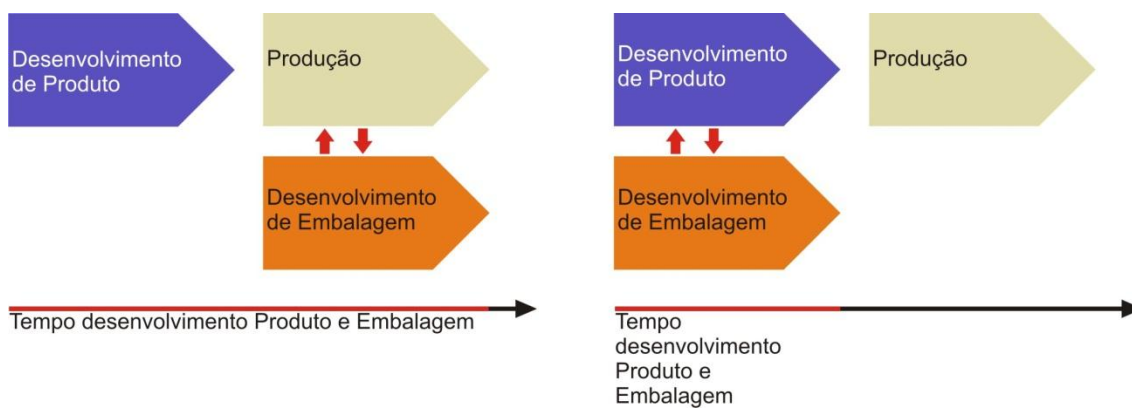 Desenvolvimento
de Produto
Produção
Desenvolvimento
de Embalagem
Tempo desenvolvimento Produto e Embalagem
Desenvolvimento
de Produto
Produção
Desenvolvimento
de Embalagem
Tempo
desenvolvimento
Produto e
Embalagem